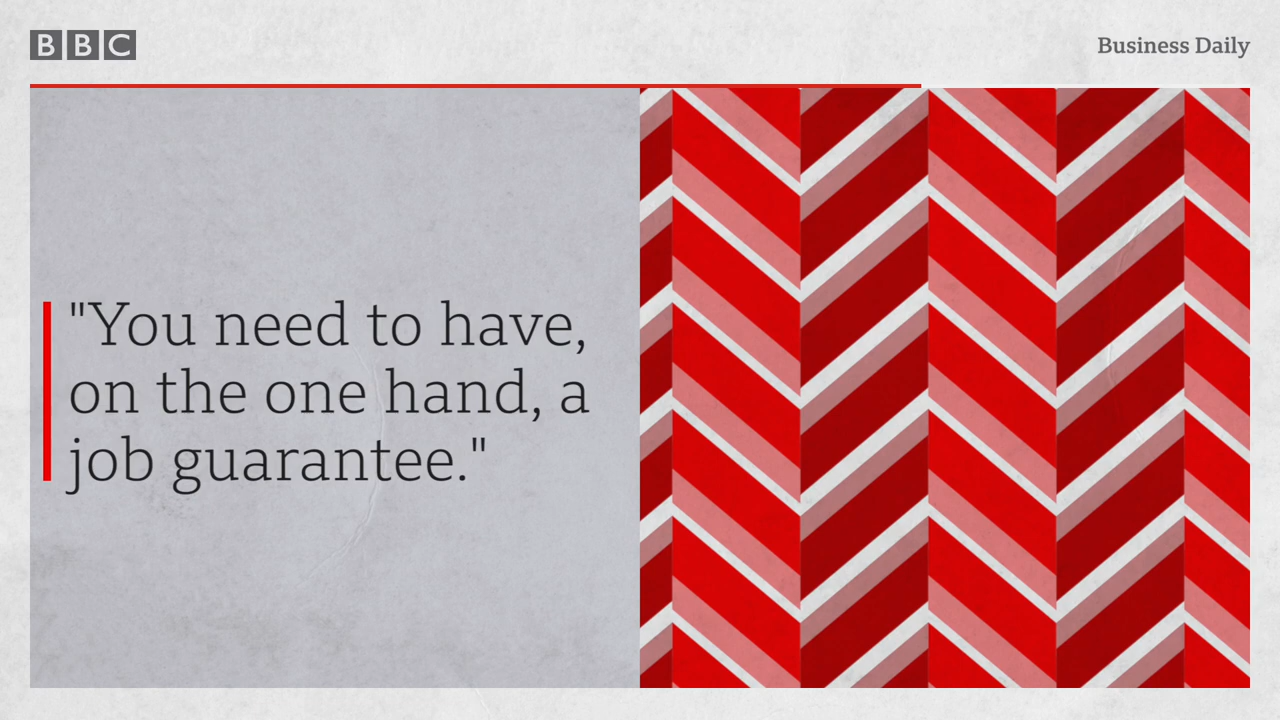 BBC
Business Daily
"You need to have,
on the one hand, a
job guarantee."